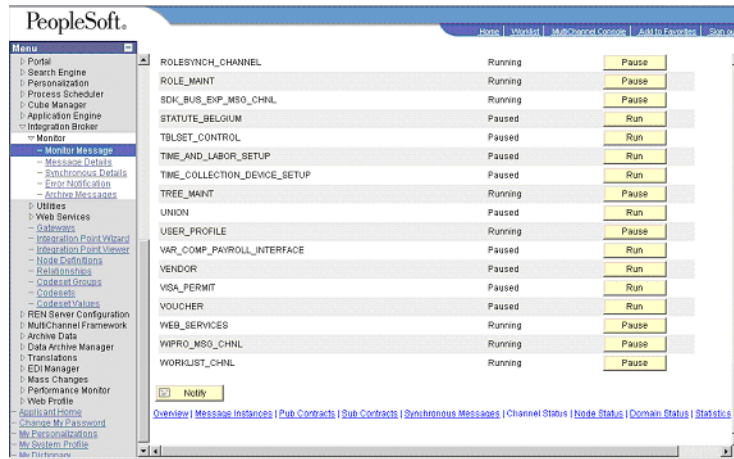 PeopleSoft.
Home | Worklist | MultiChannel Console | Add to Favorites | Sign ou
Menu
Portal
Search Engine
Personalization
Process Scheduler
Cube Manager
Application Engine
Integration Broker
Monitor
Monitor Message
Message Details
Synchronous Details
Error Notification
Archive Messages
Utilities
Web Services
Gateways
Integration Point Wizard
Integration Point Viewer
Node Definitions
Relationships
Codeset Groups
Codesets
Codeset Values
REN Server Configuration
MultiChannel Framework
Archive Data
Data Archive Manager
Translations
EDI Manager
Mass Changes
Performance Monitor
Web Profile
Applicant Home
Change My Password
My Personalizations
My System Profile
My Dictionary
ROLESYNCH_CHANNEL Running Pause
ROLE_MAINT Running Pause
SDK_BUS_EXP_MSG_CHNL Running Pause
STATUTE_BELGIUM Paused Run
TBLSET_CONTROL Paused Run
TIME_AND_LABOR_SETUP Paused Run
TIME_COLLECTION_DEVICE_SETUP Paused Run
TREE_MAINT Running Pause
UNION Paused Run
USER_PROFILE Running Pause
VAR_COMP_PAYROLL_INTERFACE Paused Run
VENDOR Paused Run
VISA_PERMIT Paused Run
VOUCHER Paused Run
WEB_SERVICES Running Pause
WIPRO_MSG_CHNL Running Pause
WORKLIST_CHNL Running Pause
Notify
Overview | Message Instances | Pub Contracts | Sub Contracts | Synchronous Messages | Channel Status | Node Status | Domain Status | Statistics